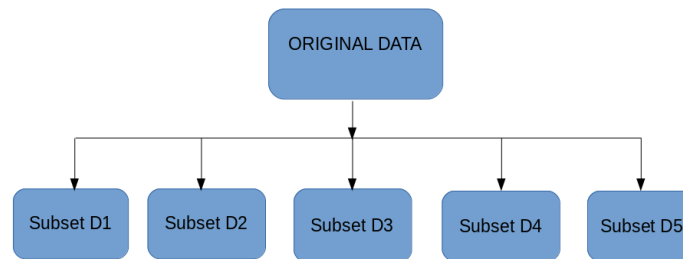 ORIGINAL DATA
Subset D1
Subset D2
Subset D3
Subset D4
Subset D5